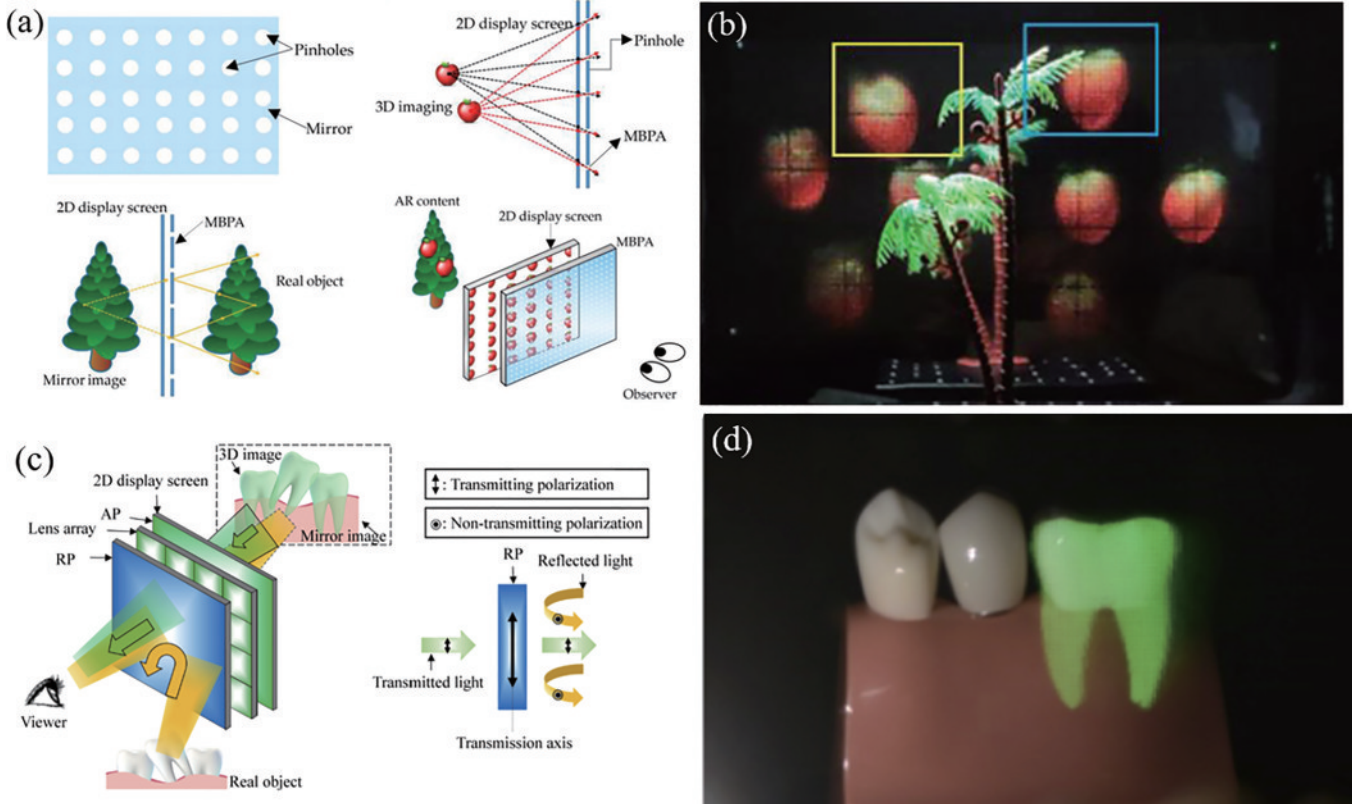 (a)
Pinholes
Mirror
2D display screen
Pinhole
3D imaging
MBPA
2D display screen
MBPA
Real object
Mirror image
AR content
2D display screen
MBPA
Observer
(b)
(c)
3D image
2D display screen
AP
Lens array
RP
Mirror image
Viewer
Real object
: Transmitting polarization
: Non-transmitting polarization
RP
Reflected light
Transmitted light
Transmission axis
(d)